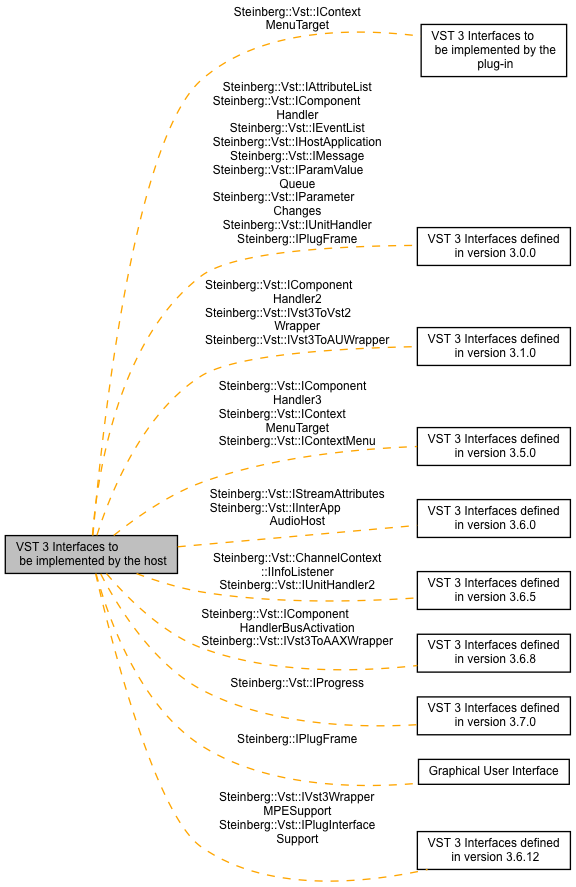 Steinberg::Vst::IContext
MenuTarget
VST 3 Interfaces to
be implemented by the
plug-in
Steinberg::Vst::IAttributeList
Steinberg::Vst::IComponent
Handler
Steinberg::Vst::IEventList
Steinberg::Vst::IHostApplication
Steinberg::Vst::IMessage
Steinberg::Vst::IParamValue
Queue
Steinberg::Vst::IParameter
Changes
Steinberg::Vst::IUnitHandler
Steinberg::IPlugFrame
VST 3 Interfaces defined
in version 3.0.0
Steinberg::Vst::IComponent
Handler2
Steinberg::Vst::IVst3ToVst2
Wrapper
Steinberg::Vst::IVst3ToAUWrapper
VST 3 Interfaces defined
in version 3.1.0
Steinberg::Vst::IComponent
Handler3
Steinberg::Vst::IContext
MenuTarget
Steinberg::Vst::IContextMenu
VST 3 Interfaces defined
in version 3.5.0
Steinberg::Vst::IStreamAttributes
Steinberg::Vst::IInterApp
AudioHost
VST 3 Interfaces defined
in version 3.6.0
VST 3 Interfaces to
be implemented by the host
Steinberg::Vst::ChannelContext
::IInfoListener
Steinberg::Vst::IUnitHandler2
VST 3 Interfaces defined
in version 3.6.5
Steinberg::Vst::IComponent
HandlerBusActivation
Steinberg::Vst::IVst3ToAAXWrapper
VST 3 Interfaces defined
in version 3.6.8
Steinberg::Vst::IProgress
VST 3 Interfaces defined
in version 3.7.0
Steinberg::IPlugFrame
Graphical User Interface
Steinberg::Vst::IVst3Wrapper
MPESupport
Steinberg::Vst::IPlugInterface
Support
VST 3 Interfaces defined
in version 3.6.12